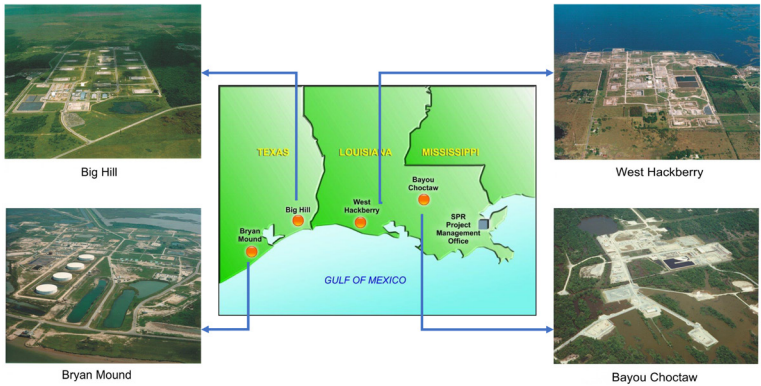 Big Hill
West Hackberry
TEXAS
LOUISIANA
MISSISSIPPI
Bayou
Choctaw
Big Hill
West
Hackberry
SPR
Project
Management
Office
Bryan
Mound
GULF OF MEXICO
Bryan Mound
Bayou Choctaw